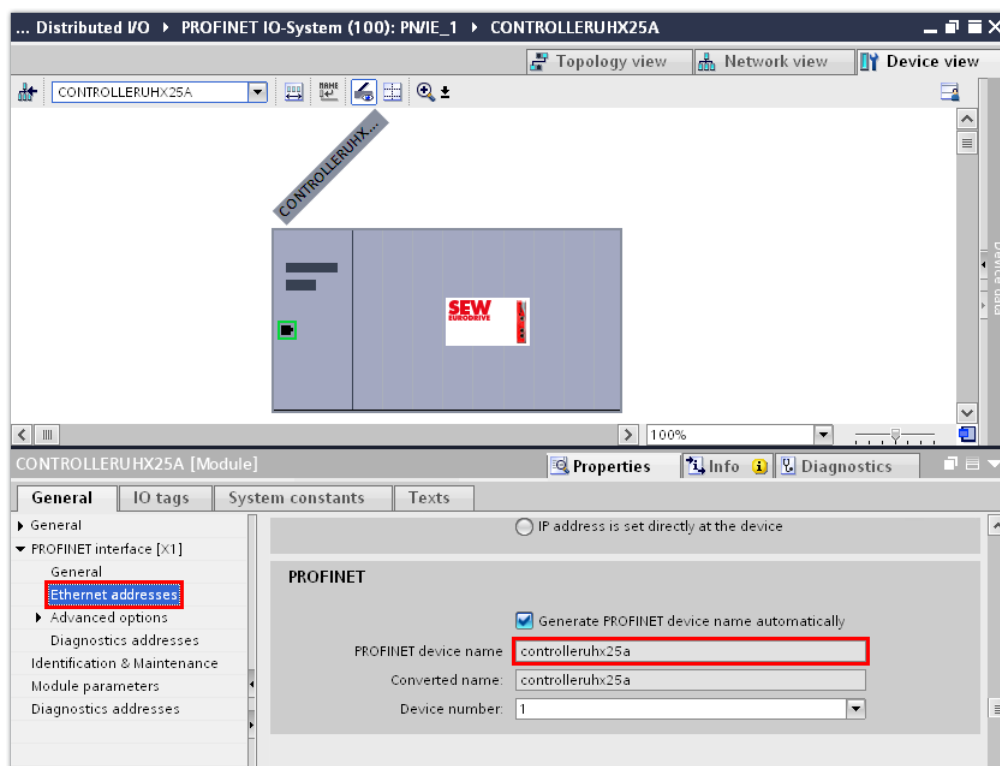 ... Distributed I/O ▸ PROFINET IO-System (100): PN/IE_1 ▸ CONTROLLERUHX25A
Topology view Network view Device view
CONTROLLERUHX25A
NAME
CONTROLLERUHX...
SEW
EURODRIVE
Device data
100%
CONTROLLERUHX25A [Module]
Properties Info Diagnostics
General IO tags System constants Texts
General
IP address is set directly at the device
PROFINET interface [X1]
General
PROFINET
Ethernet addresses
Advanced options
Generate PROFINET device name automatically
Diagnostics addresses
PROFINET device name controlleruhx25a
Identification & Maintenance
Converted name: controlleruhx25a
Module parameters
Diagnostics addresses
Device number: 1